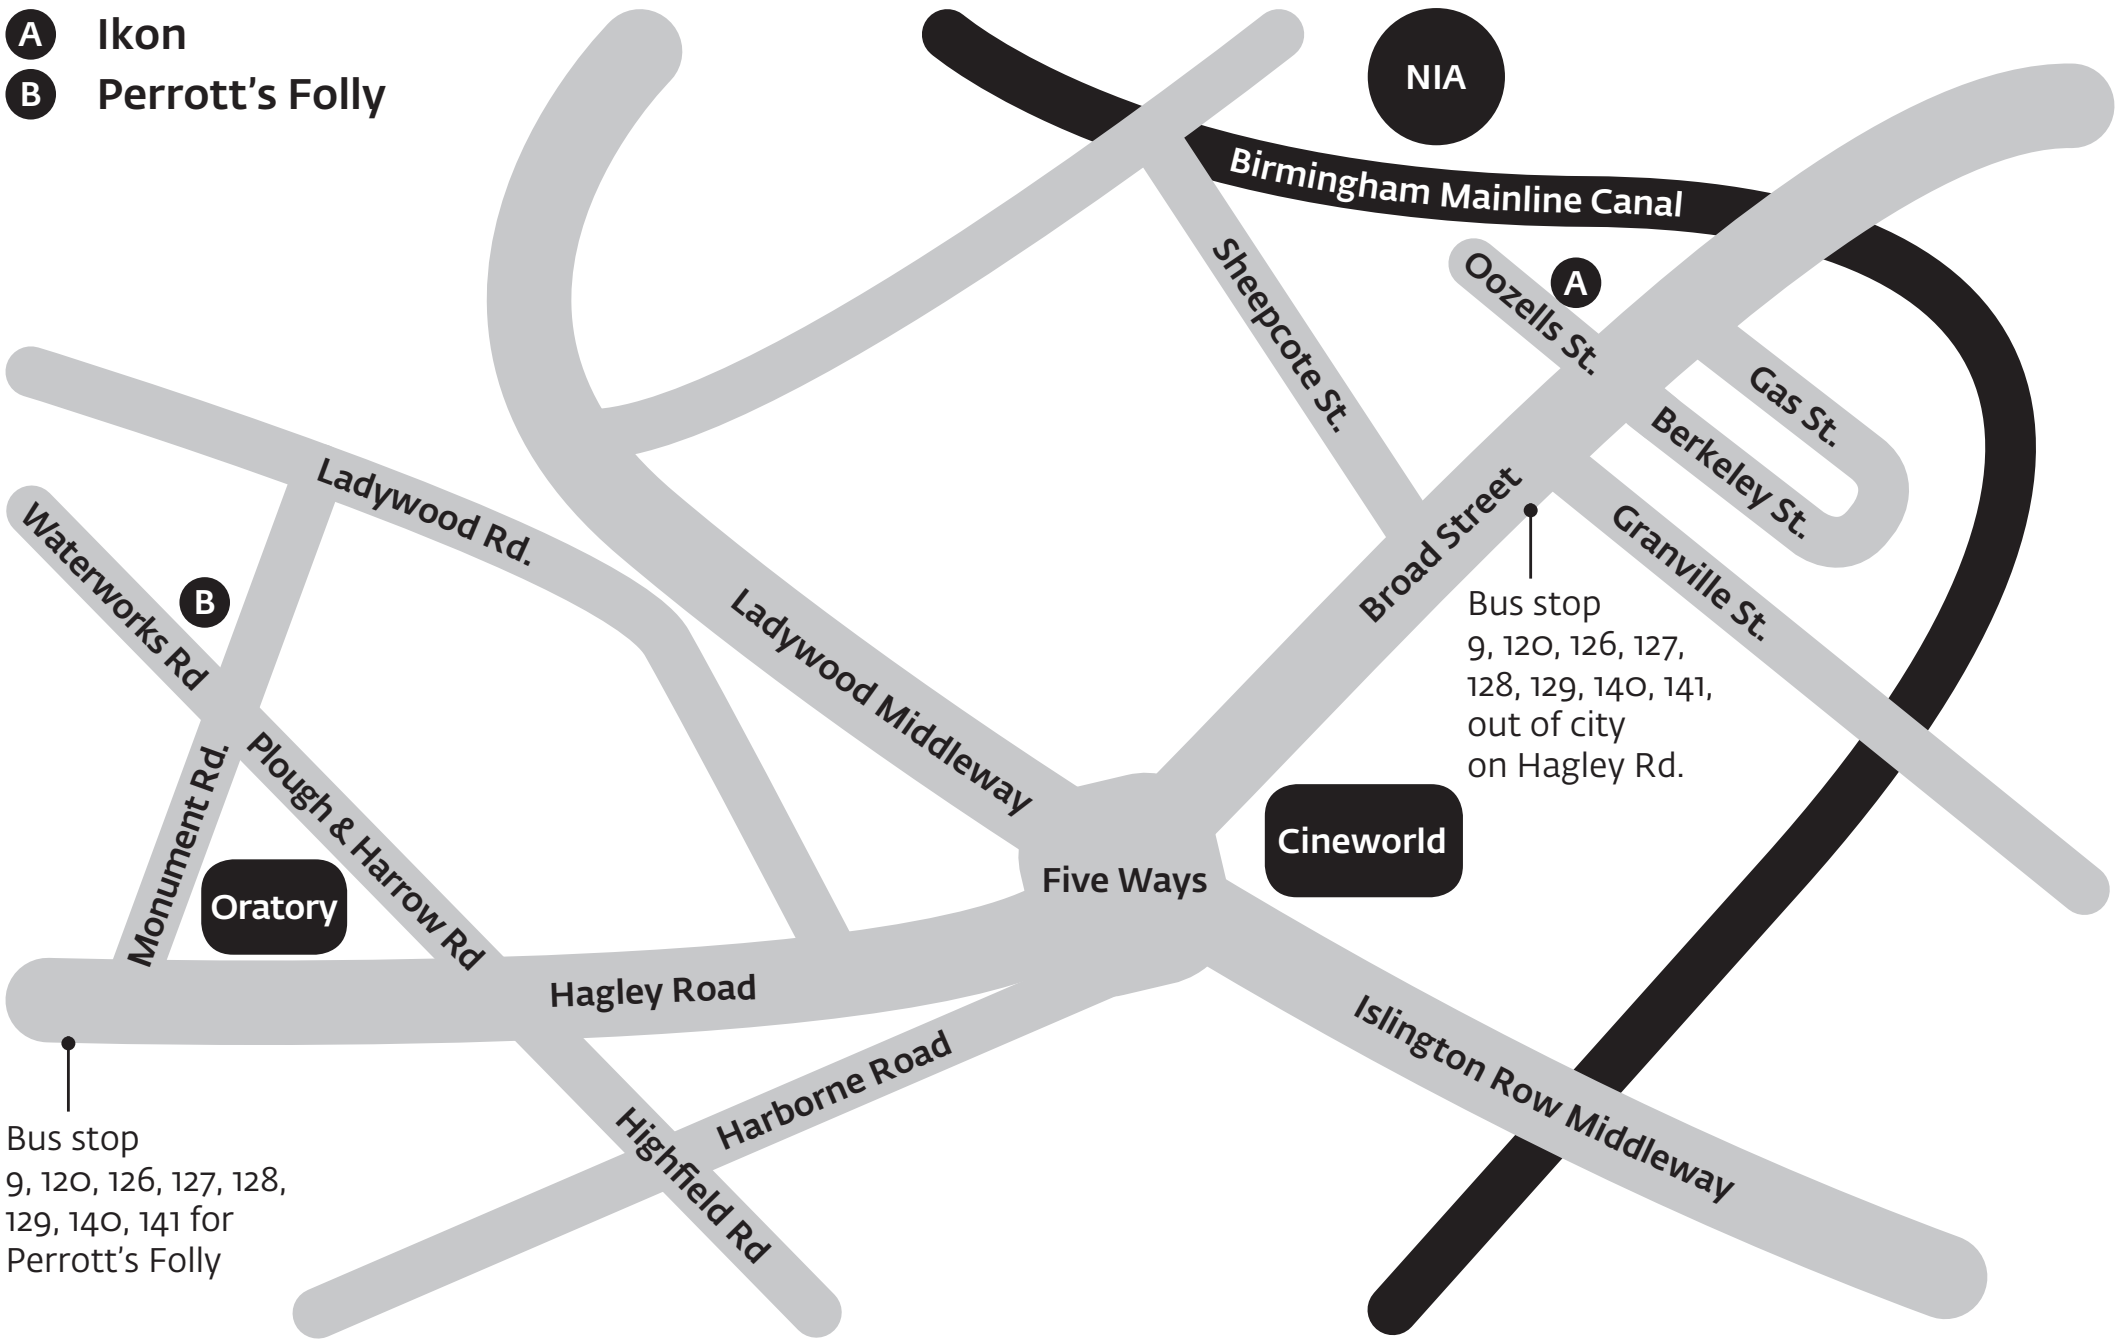 A Ikon
B Perrott's Folly
NIA
Birmingham Mainline Canal
Oozells St.
A
Sheepcote St.
Gas St.
Berkeley St.
Ladywood Rd.
Waterworks Rd
B
Broad Street
Granville St.
Bus stop
9, 120, 126, 127,
128, 129, 140, 141,
out of city
on Hagley Rd.
Ladywood Middleway
Monument Rd.
Plough & Harrow Rd
Oratory
Five Ways
Cineworld
Hagley Road
Harborne Road
Islington Row Middleway
Highfield Rd
Bus stop
9, 120, 126, 127, 128,
129, 140, 141 for
Perrott's Folly